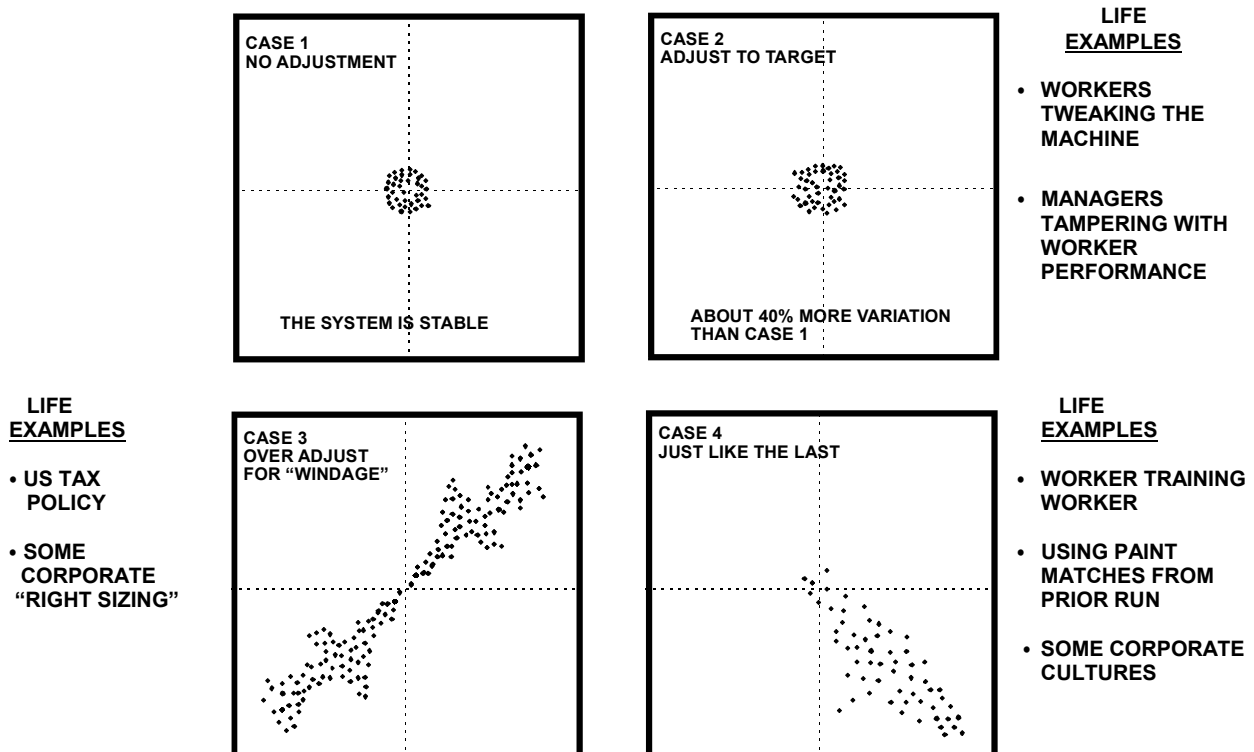 CASE 1
NO ADJUSTMENT
THE SYSTEM IS STABLE
CASE 2
ADJUST TO TARGET
ABOUT 40% MORE VARIATION
THAN CASE 1
LIFE
EXAMPLES
• WORKERS
TWEAKING THE
MACHINE
• MANAGERS
TAMPERING WITH
WORKER
PERFORMANCE
LIFE
EXAMPLES
• US TAX
POLICY
• SOME
CORPORATE
“RIGHT SIZING”
CASE 3
OVER ADJUST
FOR “WINDAGE”
CASE 4
JUST LIKE THE LAST
LIFE
EXAMPLES
• WORKER TRAINING
WORKER
• USING PAINT
MATCHES FROM
PRIOR RUN
• SOME CORPORATE
CULTURES